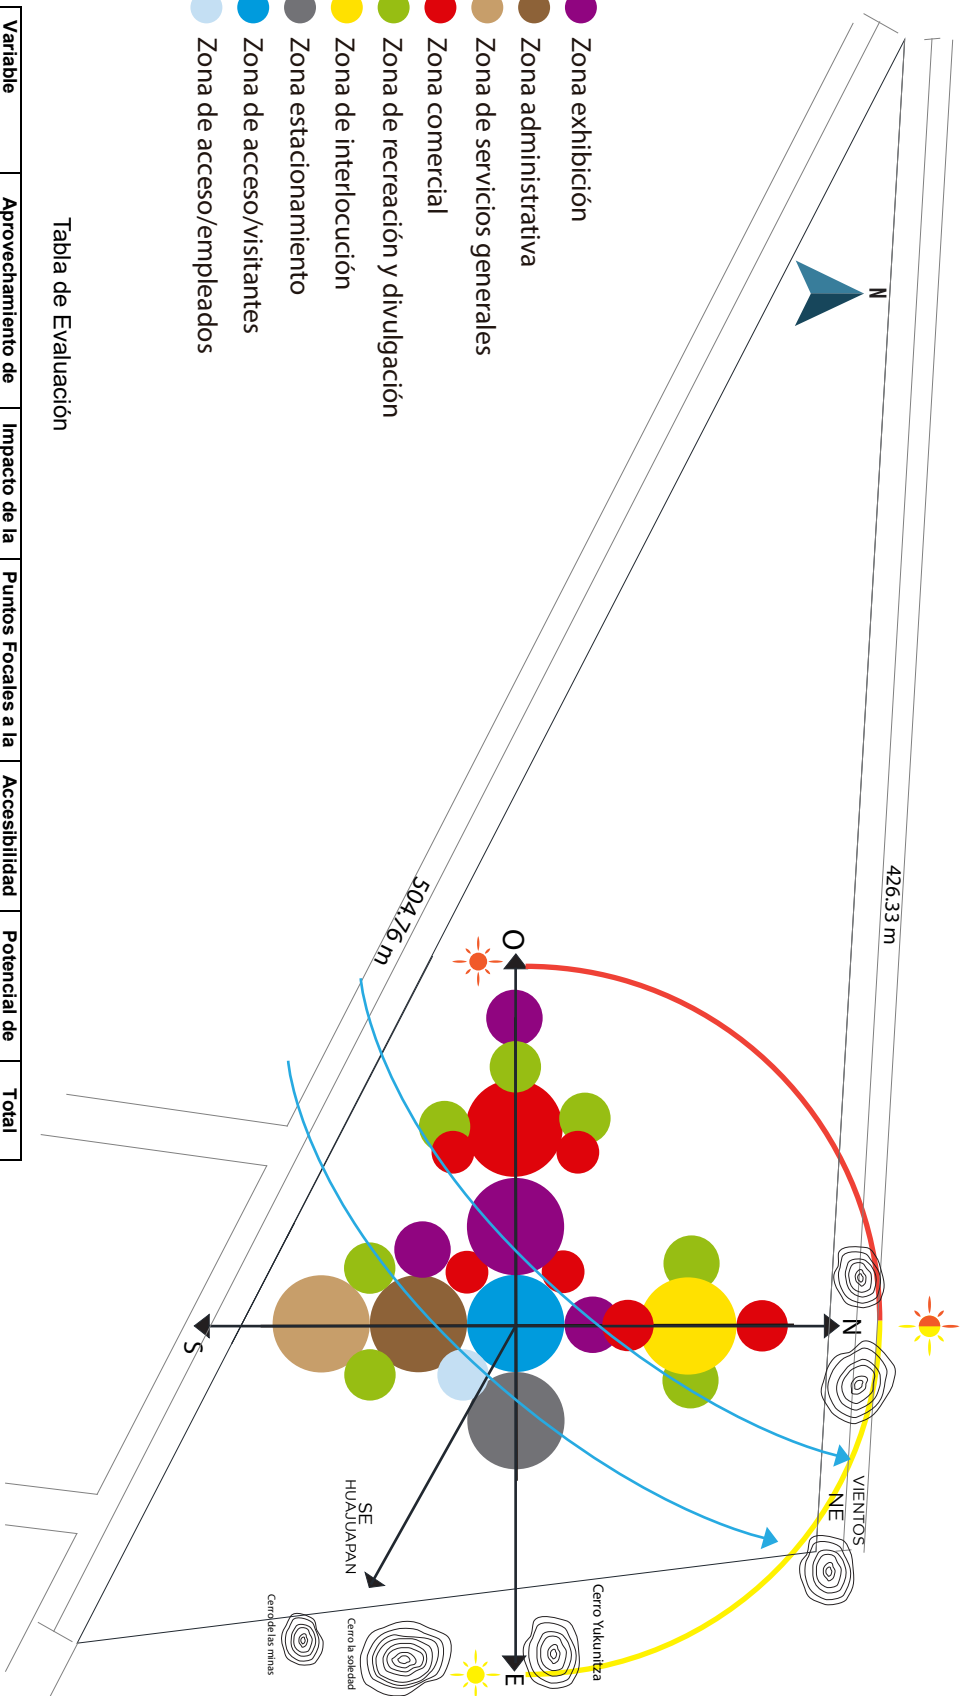 N
426.33 m
504.76 m
O
N
S
E
NE
VIENTOS
SE
HUAJUAPAN
Cerro Yukunitza
Cerro la soledad
Cerro de las minas
Zona exhibición
Zona administrativa
Zona de servicios generales
Zona comercial
Zona de recreación y divulgación
Zona de interlocución
Zona estacionamiento
Zona de acceso/visitantes
Zona de acceso/empleados
Tabla de Evaluación
Variable
Aprovechamiento de
Impacto de la
Puntos Focales a la
Accesibilidad
Potencial de
Total